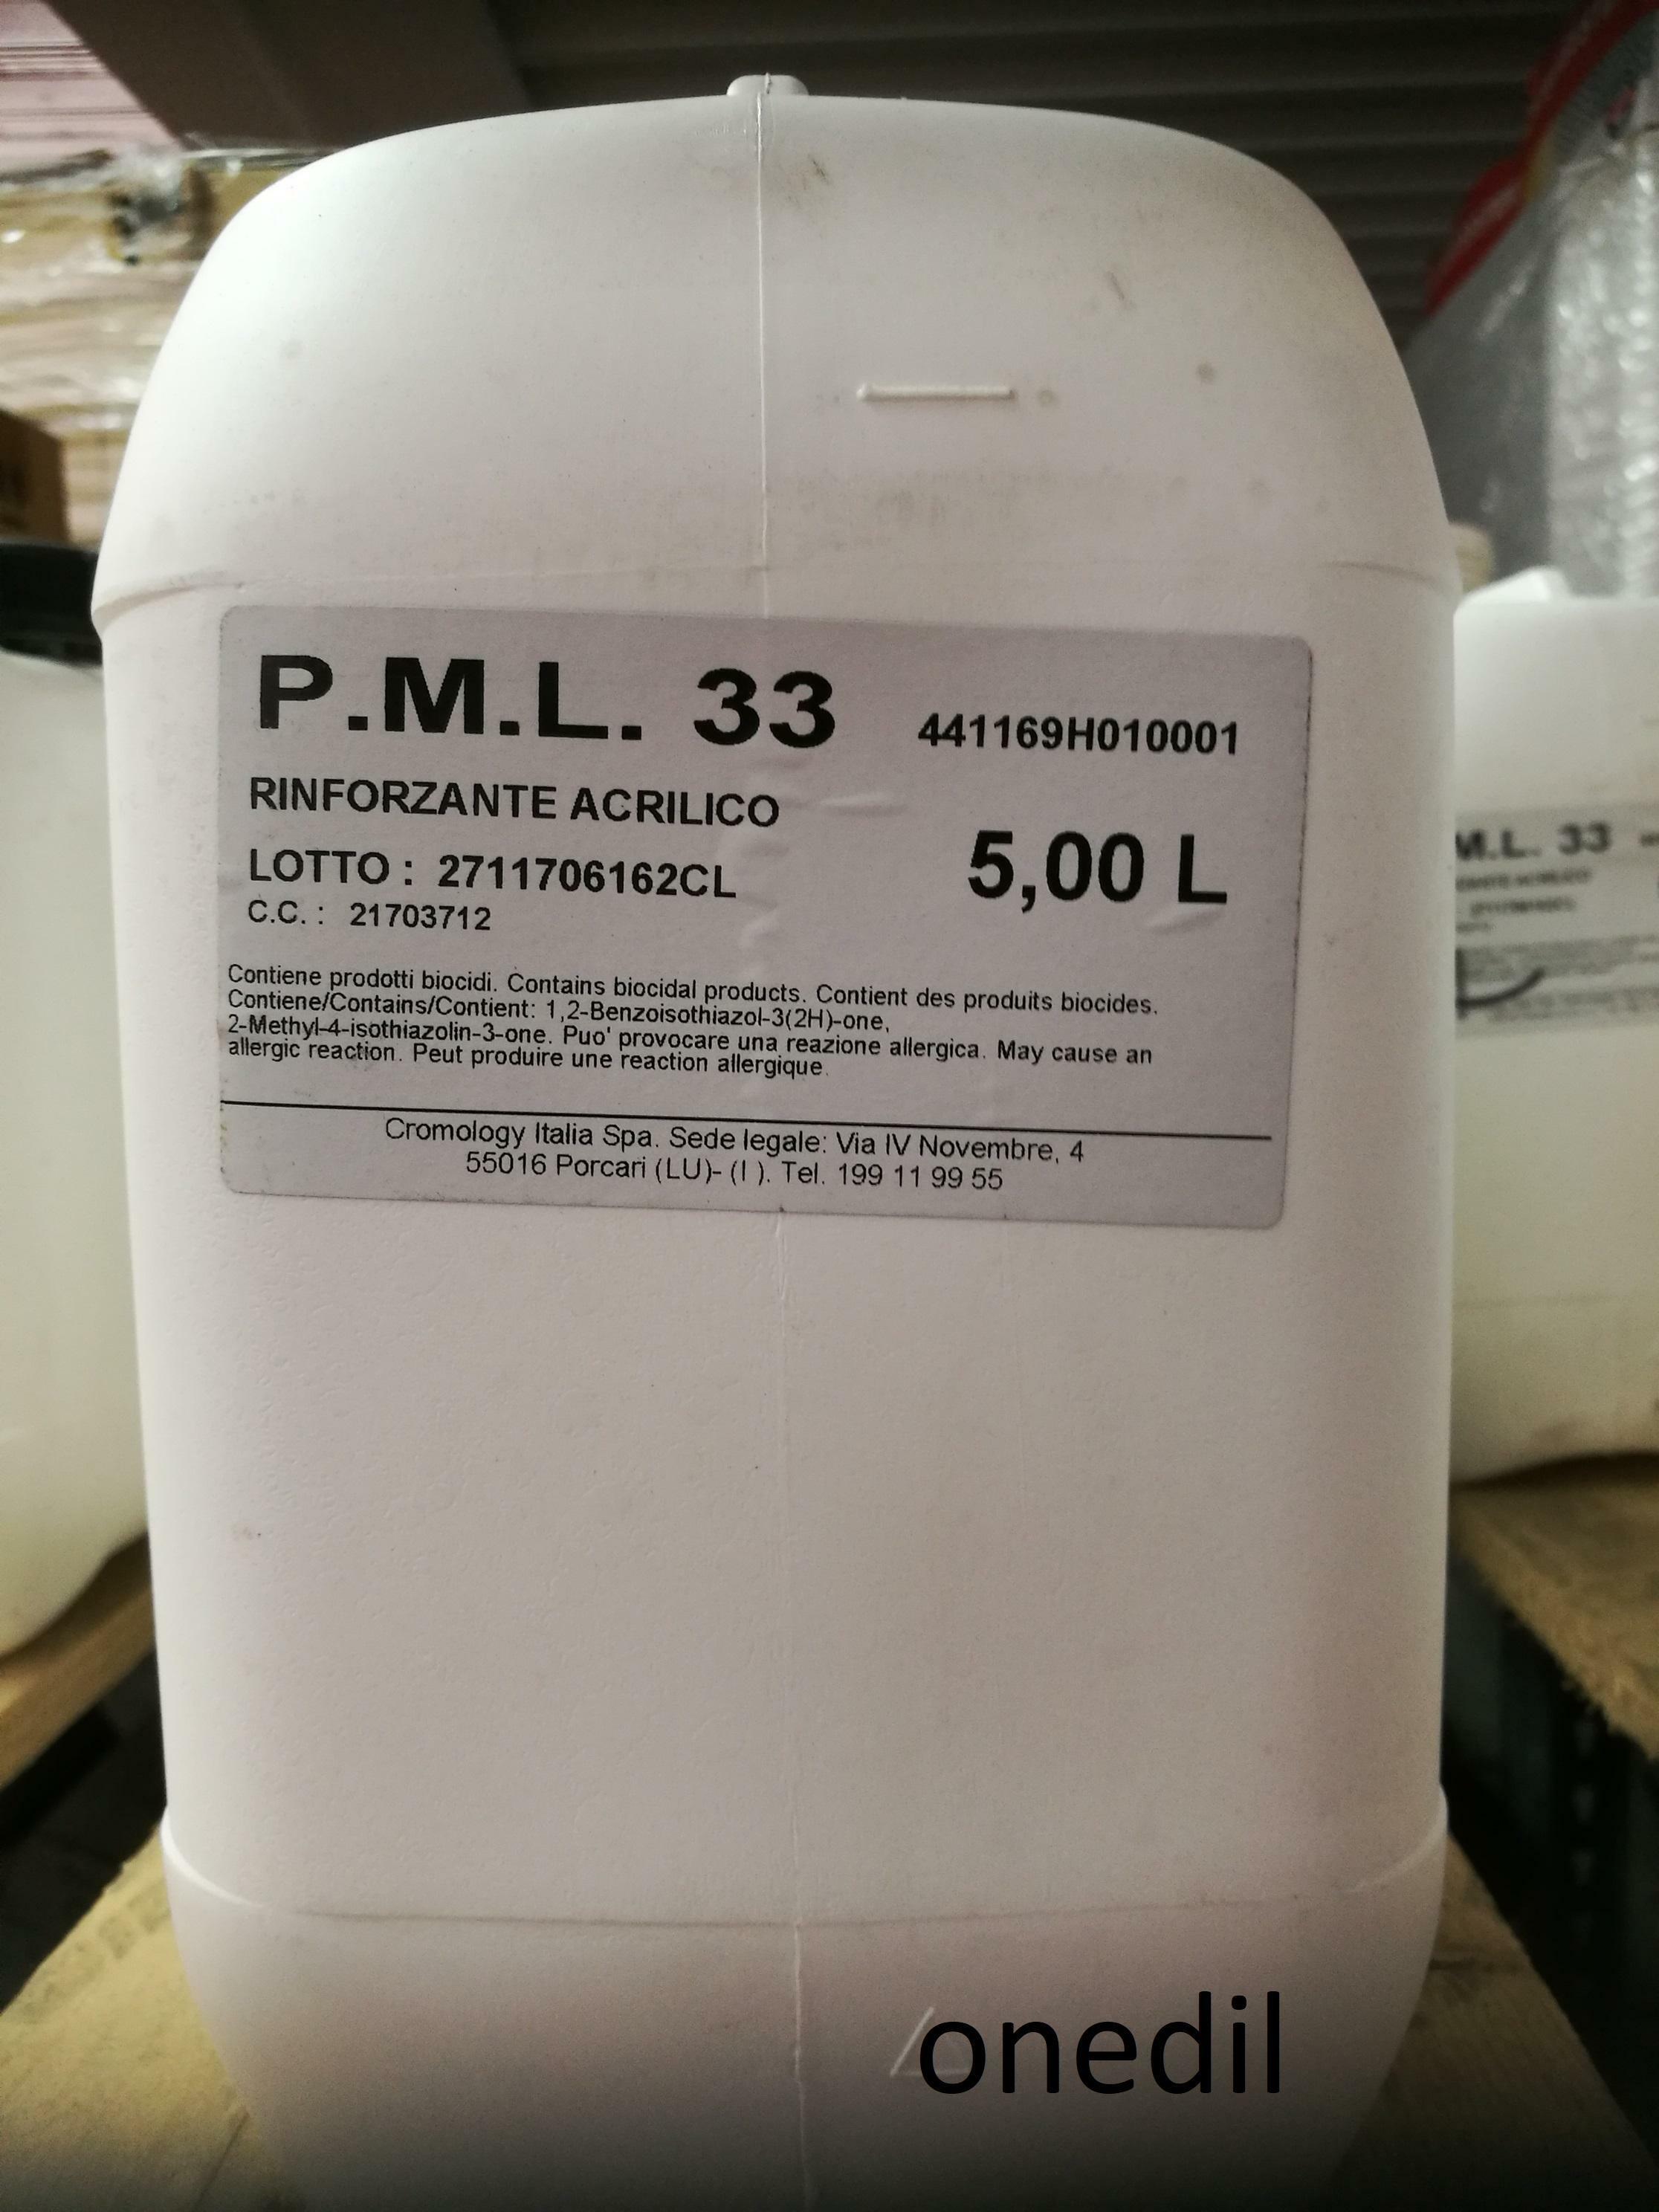 P.M.L. 33 441169H010001
RINFORZANTE ACRILICO
LOTTO : 2711706162CL 5,00 L
C.C. : 21703712
Contiene prodotti biocidi. Contains biocidal products. Contient des produits biocides.
Contiene/Contains/Contient: 1,2-Benzoisothiazol-3(2H)-one,
2-Methyl-4-isothiazolin-3-one. Puo' provocare una reazione allergica. May cause an
allergic reaction. Peut produire une reaction allergique.
Cromology Italia Spa. Sede legale: Via IV Novembre, 4
55016 Porcari (LU)- (I ). Tel. 199 11 99 55
M.L. 33
onedil